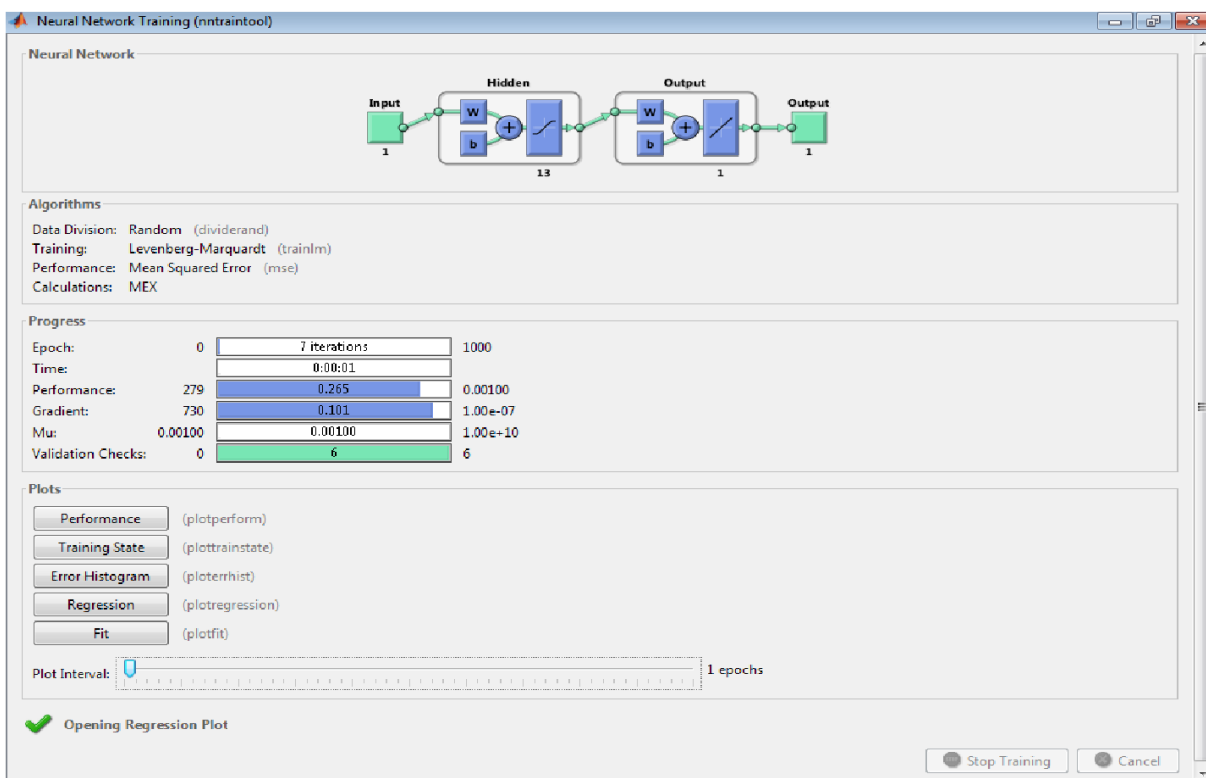 Neural Network Training (nntraintool)
Neural Network
Hidden
Output
Input
Output
W
b
+
W
b
+
1
13
1
1
Algorithms
Data Division: Random (dividerand)
Training: Levenberg-Marquardt (trainlm)
Performance: Mean Squared Error (mse)
Calculations: MEX
Progress
Epoch: 0 7 iterations 1000
Time: 0:00:01
Performance: 279 0.265 0.00100
Gradient: 730 0.101 1.00e-07
Mu: 0.00100 0.00100 1.00e+10
Validation Checks: 0 6 6
Plots
Performance (plotperform)
Training State (plottrainstate)
Error Histogram (ploterrhist)
Regression (plotregression)
Fit (plotfit)
Plot Interval: 1 epochs
Opening Regression Plot
Stop Training Cancel